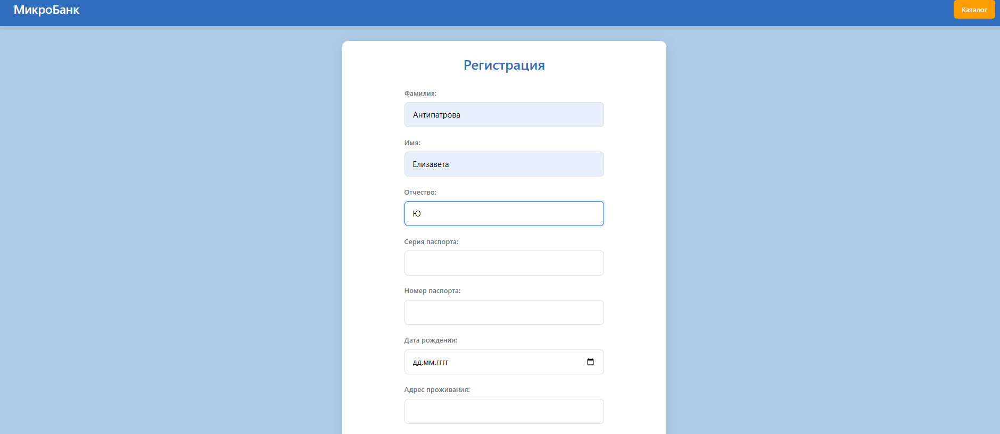 МикроБанк
Каталог
Регистрация
Фамилия:
Антипатрова
Имя:
Елизавета
Отчество:
Ю
Серия паспорта:
Номер паспорта:
Дата рождения:
дд.мм.гггг
Адрес проживания: